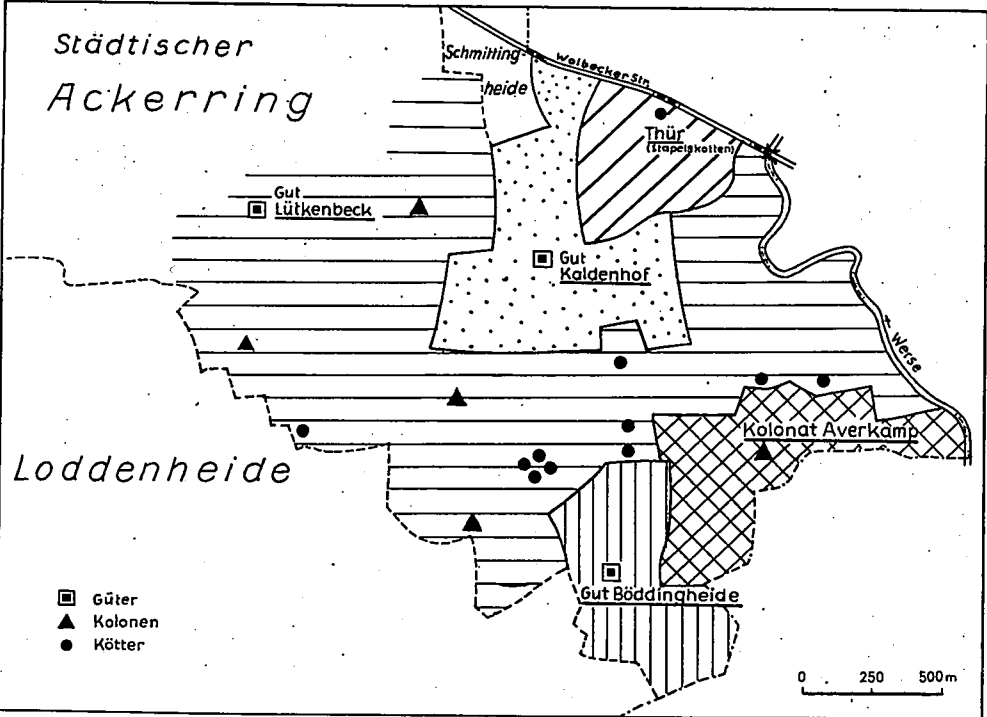 Städtischer
Ackerring
Schmitting-
heide
Wolbecker Str.
Thür
(Stapelskotten)
Gut
Lütkenbeck
Gut
Kaldenhof
Werse
Kolonat Averkamp
Loddenheide
Gut Böddingheide
Güter
Kolonen
Kötter
0 250 500m